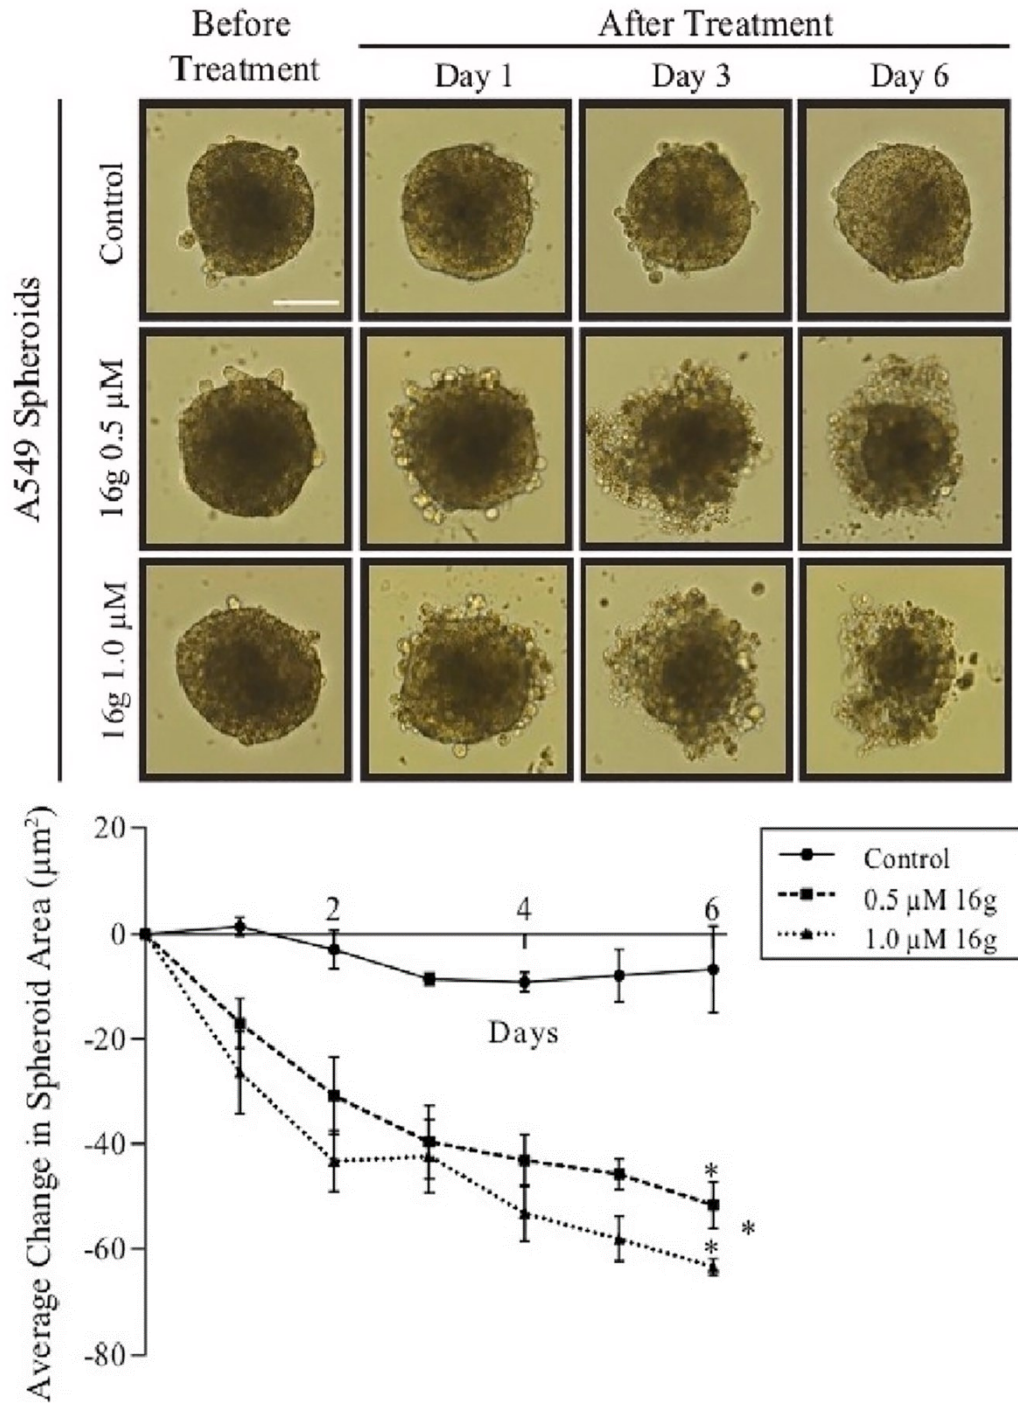 Before
Treatment
After Treatment
Day 1
Day 3
Day 6
A549 Spheroids
Control
16g 0.5 µM
16g 1.0 µM
Average Change in Spheroid Area (µm²)
20
0
-20
-40
-60
-80
2
4
6
Days
*
*
*
Control
0.5 µM 16g
1.0 µM 16g